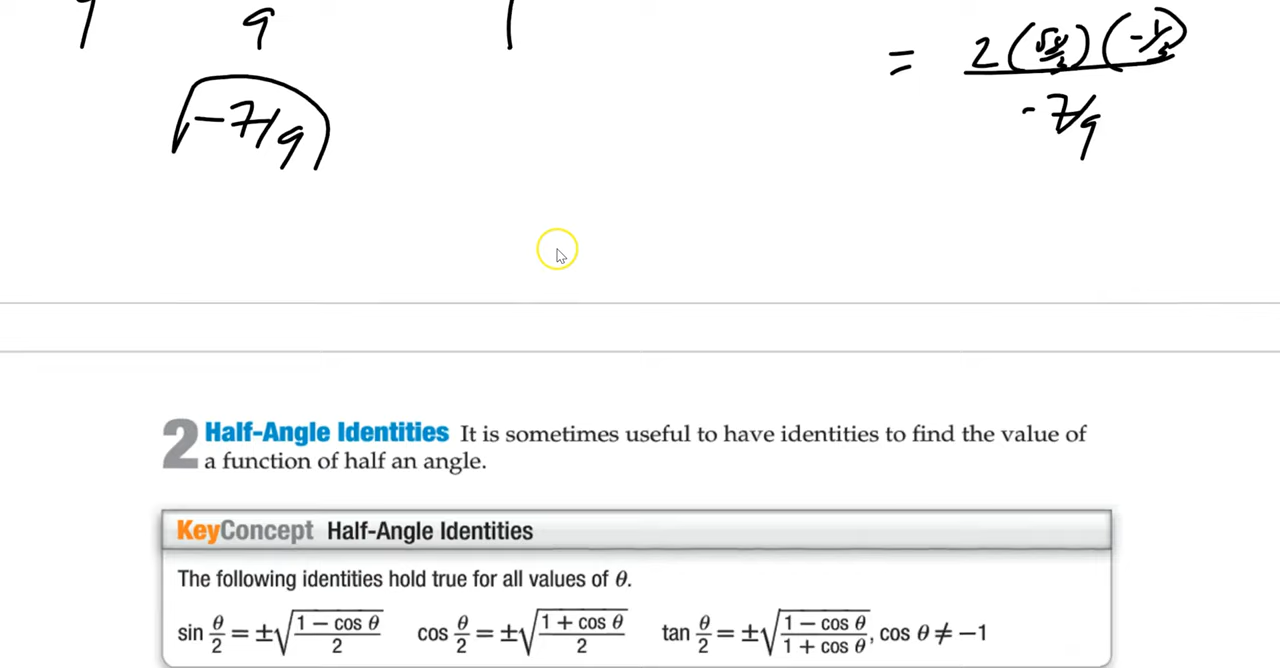 9
= 2(√8/3)(-1/3)
-7/9
-7/9
2 Half-Angle Identities It is sometimes useful to have identities to find the value of
a function of half an angle.
KeyConcept Half-Angle Identities
The following identities hold true for all values of θ.
sin θ/2 = ±√(1 − cos θ)/2 cos θ/2 = ±√(1 + cos θ)/2 tan θ/2 = ±√(1 − cos θ)/(1 + cos θ), cos θ ≠ −1